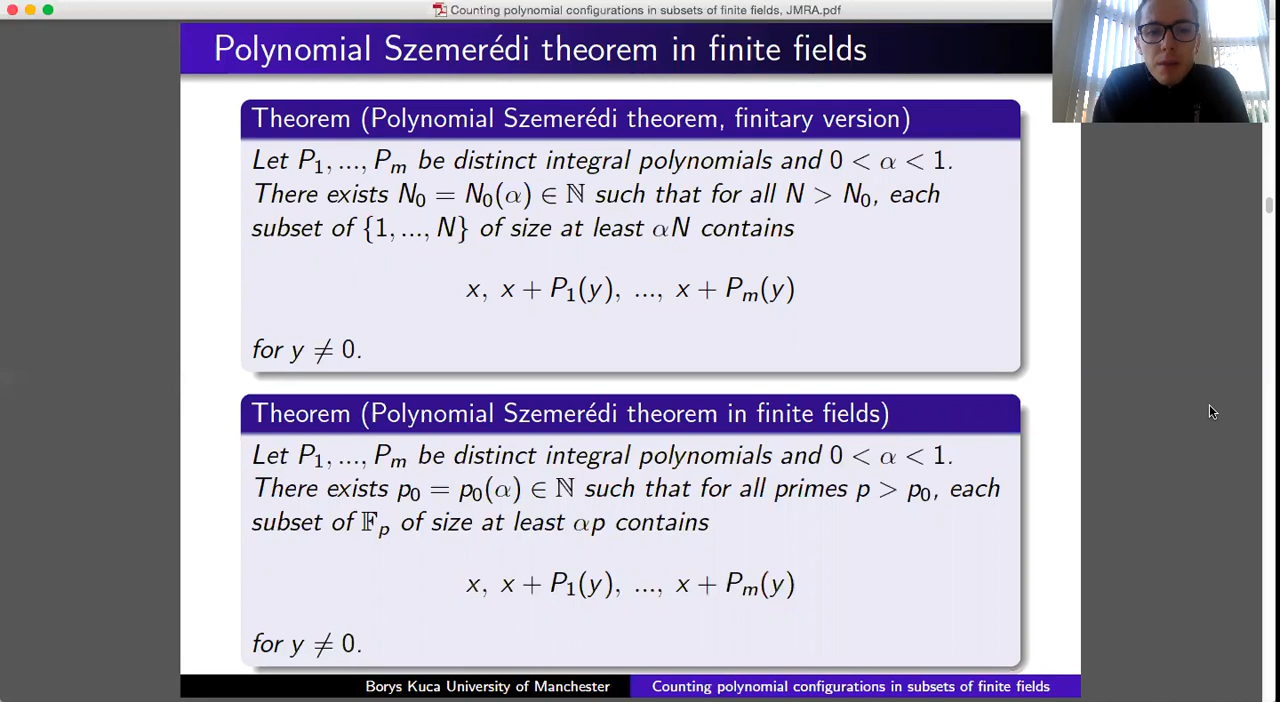 Counting polynomial configurations in subsets of finite fields, JMRA.pdf
Polynomial Szemerédi theorem in finite fields
Theorem (Polynomial Szemerédi theorem, finitary version)
Let P₁, ..., Pₘ be distinct integral polynomials and 0 < α < 1.
There exists N₀ = N₀(α) ∈ ℕ such that for all N > N₀, each
subset of {1, ..., N} of size at least αN contains
x, x + P₁(y), ..., x + Pₘ(y)
for y ≠ 0.
Theorem (Polynomial Szemerédi theorem in finite fields)
Let P₁, ..., Pₘ be distinct integral polynomials and 0 < α < 1.
There exists p₀ = p₀(α) ∈ ℕ such that for all primes p > p₀, each
subset of 𝔽ₚ of size at least αp contains
x, x + P₁(y), ..., x + Pₘ(y)
for y ≠ 0.
Borys Kuca University of Manchester
Counting polynomial configurations in subsets of finite fields